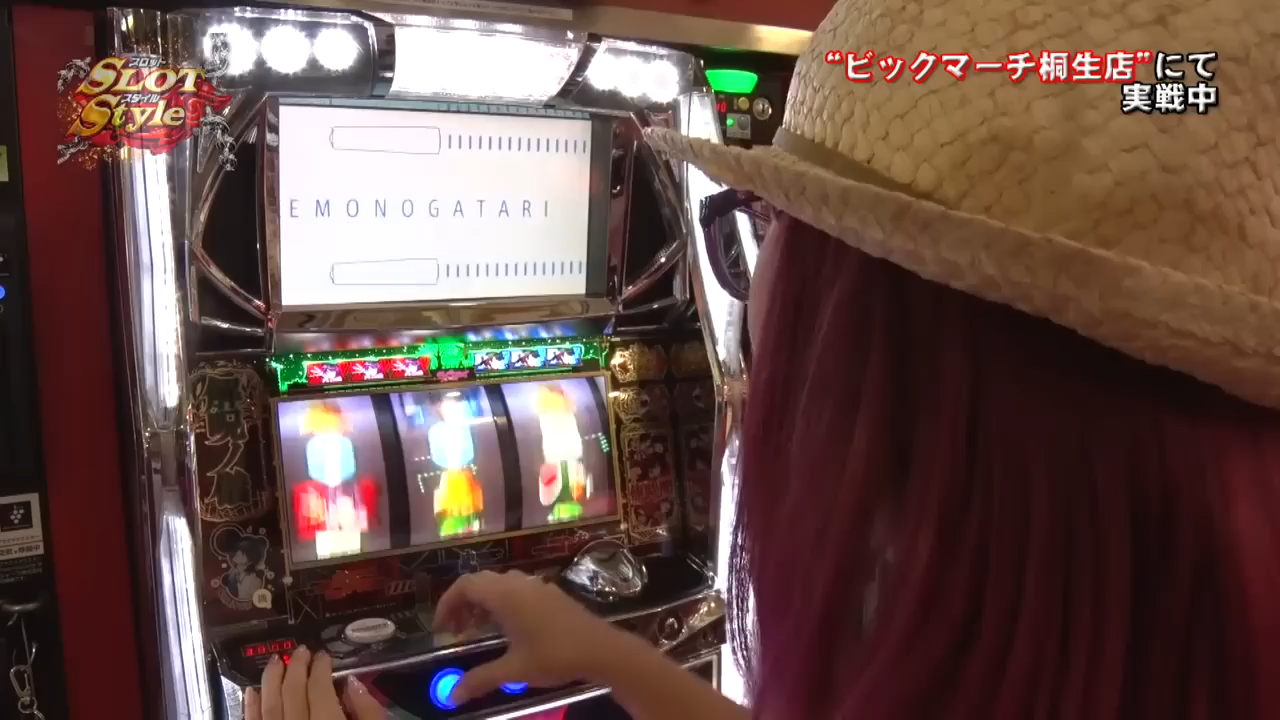 スロット
SLOT
スタイル
Style
“ビックマーチ桐生店”にて
実戦中
EMONOGATARI